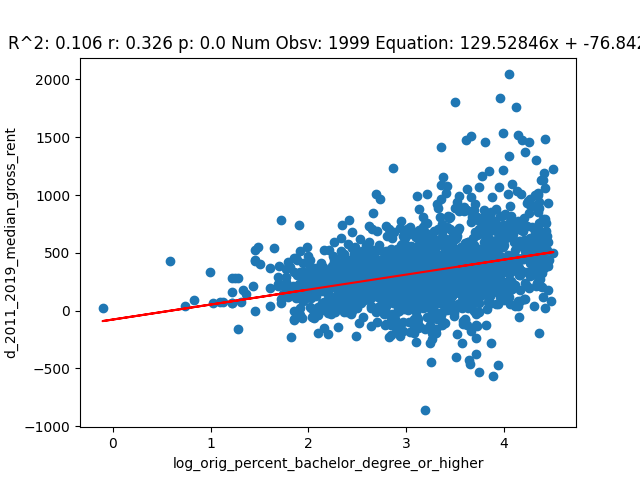 R^2: 0.106 r: 0.326 p: 0.0 Num Obsv: 1999 Equation: 129.52846x + -76.842
2000
1500
1000
500
0
−500
−1000
d_2011_2019_median_gross_rent
0 1 2 3 4
log_orig_percent_bachelor_degree_or_higher